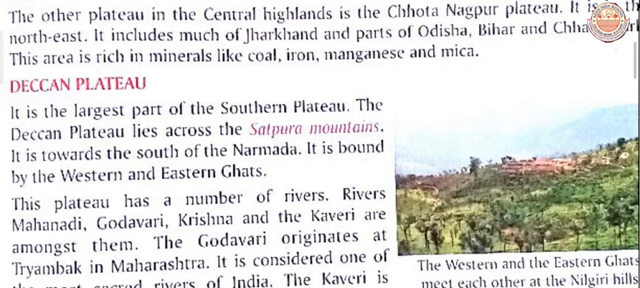 The other plateau in the Central highlands is the Chhota Nagpur plateau. It is
north-east. It includes much of Jharkhand and parts of Odisha, Bihar and
This area is rich in minerals like coal, iron, manganese and mica.
DECCAN PLATEAU
It is the largest part of the Southern Plateau. The
Deccan Plateau lies across the Satpura mountains.
It is towards the south of the Narmada. It is bound
by the Western and Eastern Ghats.
This plateau has a number of rivers. Rivers
Mahanadi, Godavari, Krishna and the Kaveri are
amongst them. The Godavari originates at
Tryambak in Maharashtra. It is considered one of
the most sacred rivers of India. The Kaveri is
The Western and the Eastern Ghats
meet each other at the Nilgiri hills